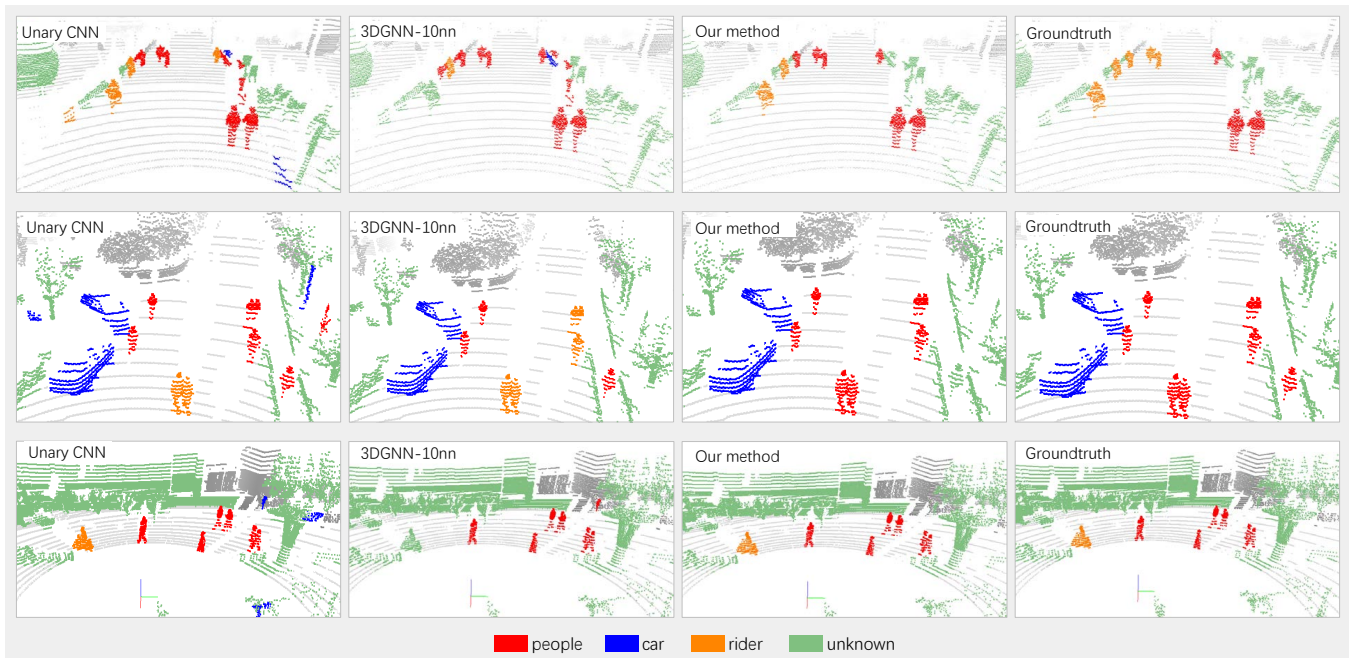 Unary CNN
3DGNN-10nn
Our method
Groundtruth
Unary CNN
3DGNN-10nn
Our method
Groundtruth
Unary CNN
3DGNN-10nn
Our method
Groundtruth
people car rider unknown